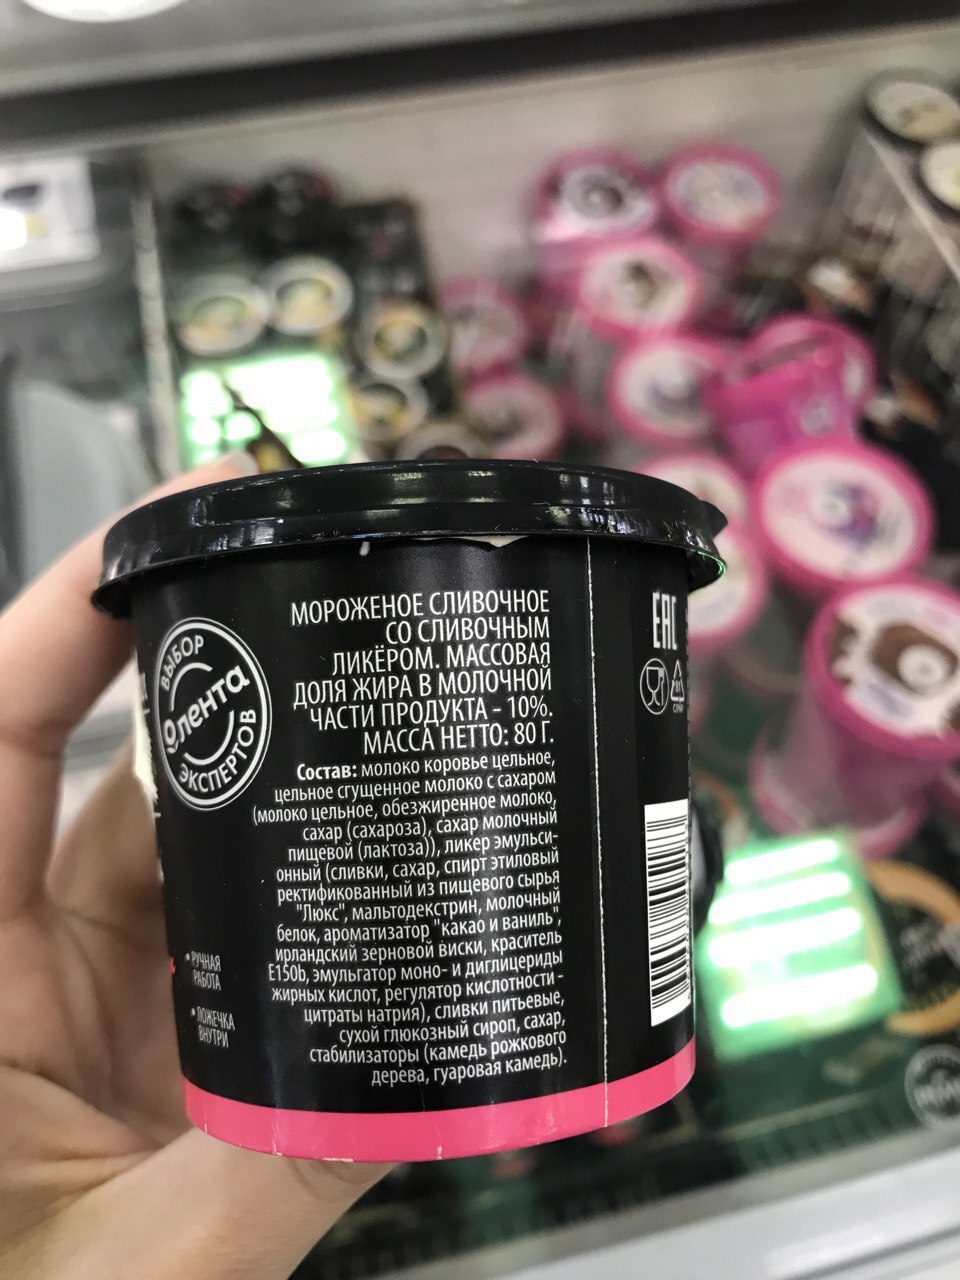 МОРОЖЕНОЕ СЛИВОЧНОЕ
СО СЛИВОЧНЫМ
ЛИКЁРОМ. МАССОВАЯ
ДОЛЯ ЖИРА В МОЛОЧНОЙ
ЧАСТИ ПРОДУКТА - 10%.
МАССА НЕТТО: 80 Г.
Состав: молоко коровье цельное,
цельное сгущенное молоко с сахаром
(молоко цельное, обезжиренное молоко,
сахар (сахароза), сахар молочный
пищевой (лактоза)), ликер эмульси-
онный (сливки, сахар, спирт этиловый
ректификованный из пищевого сырья
"Люкс", мальтодекстрин, молочный
белок, ароматизатор "какао и ваниль",
ирландский зерновой виски, краситель
Е150b, эмульгатор моно- и диглицериды
жирных кислот, регулятор кислотности -
цитраты натрия), сливки питьевые,
сухой глюкозный сироп, сахар,
стабилизаторы (камедь рожкового
дерева, гуаровая камедь).
ВЫБОР
Лента
ЭКСПЕРТОВ
• РУЧНАЯ
РАБОТА
• ЛОЖЕЧКА
ВНУТРИ
EAC